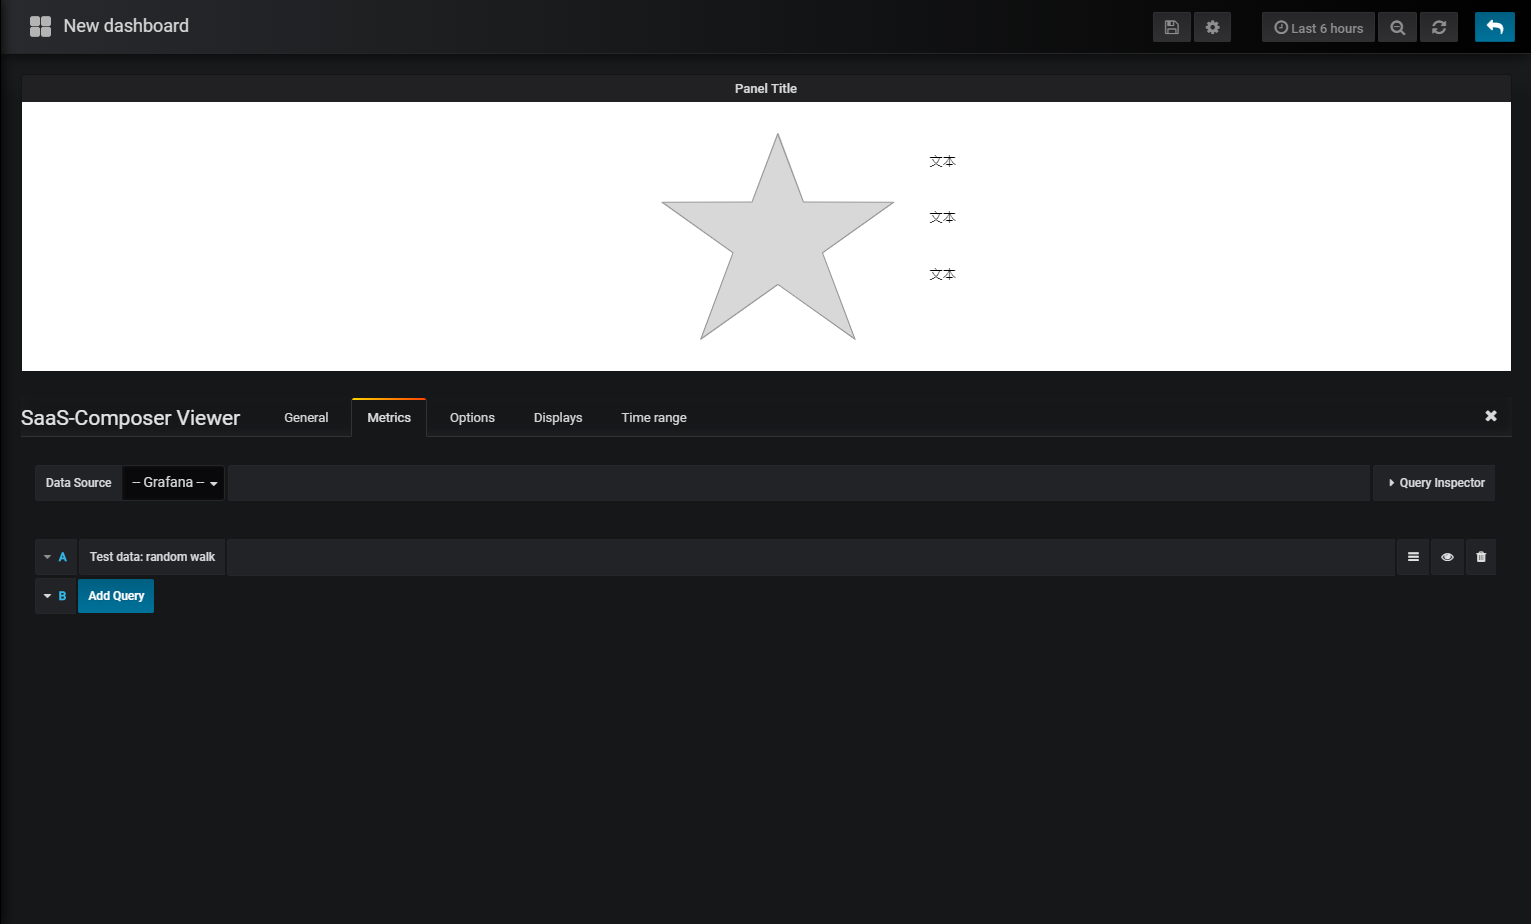 New dashboard
Last 6 hours
Panel Title
文本
文本
文本
SaaS-Composer Viewer General Metrics Options Displays Time range
Data Source -- Grafana -- Query Inspector
A Test data: random walk
B Add Query